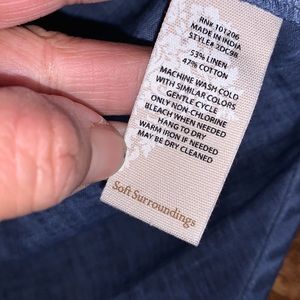 RN# 101206
MADE IN INDIA
STYLE# 2DC98
53% LINEN
47% COTTON
MACHINE WASH COLD
WITH SIMILAR COLORS
GENTLE CYCLE
ONLY NON-CHLORINE
BLEACH WHEN NEEDED
HANG TO DRY
WARM IRON IF NEEDED
MAY BE DRY CLEANED
Soft Surroundings